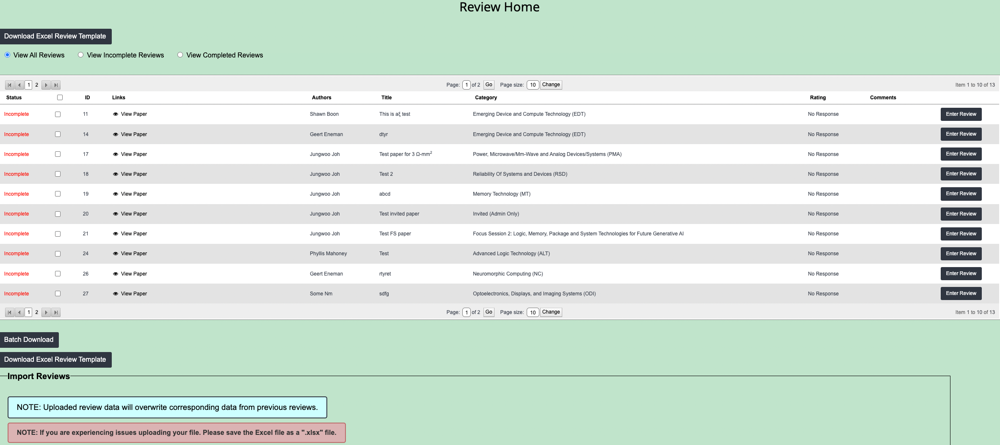 Review Home
Download Excel Review Template
View All Reviews View Incomplete Reviews View Completed Reviews
1 2 Page: 1 of 2 Go Page size: 10 Change Item 1 to 10 of 13
Status ID Links Authors Title Category Rating Comments
Incomplete 11 View Paper Shawn Boon This is aξ test Emerging Device and Compute Technology (EDT) No Response Enter Review
Incomplete 14 View Paper Geert Eneman dtyr Emerging Device and Compute Technology (EDT) No Response Enter Review
Incomplete 17 View Paper Jungwoo Joh Test paper for 3 Ω-mm² Power, Microwave/Mm-Wave and Analog Devices/Systems (PMA) No Response Enter Review
Incomplete 18 View Paper Jungwoo Joh Test 2 Reliability Of Systems and Devices (RSD) No Response Enter Review
Incomplete 19 View Paper Jungwoo Joh abcd Memory Technology (MT) No Response Enter Review
Incomplete 20 View Paper Jungwoo Joh Test invited paper Invited (Admin Only) No Response Enter Review
Incomplete 21 View Paper Jungwoo Joh Test FS paper Focus Session 2: Logic, Memory, Package and System Technologies for Future Generative AI No Response Enter Review
Incomplete 24 View Paper Phyllis Mahoney Test Advanced Logic Technology (ALT) No Response Enter Review
Incomplete 26 View Paper Geert Eneman rtyret Neuromorphic Computing (NC) No Response Enter Review
Incomplete 27 View Paper Some Nm sdfg Optoelectronics, Displays, and Imaging Systems (ODI) No Response Enter Review
1 2 Page: 1 of 2 Go Page size: 10 Change Item 1 to 10 of 13
Batch Download
Download Excel Review Template
Import Reviews
NOTE: Uploaded review data will overwrite corresponding data from previous reviews.
NOTE: If you are experiencing issues uploading your file. Please save the Excel file as a ".xlsx" file.